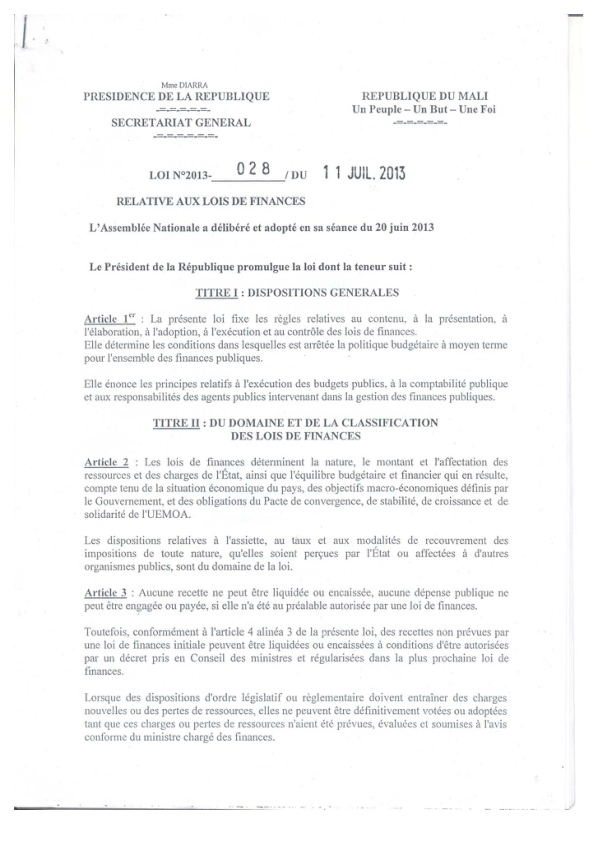 Mme DIARRA
PRESIDENCE DE LA REPUBLIQUE
-=-=-=-=-=-
SECRETARIAT GENERAL
-=-=-=-=-=-=-
REPUBLIQUE DU MALI
Un Peuple – Un But – Une Foi
-=-=-=-=-=-
LOI N°2013- 028 / DU 11 JUIL. 2013
RELATIVE AUX LOIS DE FINANCES
L'Assemblée Nationale a délibéré et adopté en sa séance du 20 juin 2013
Le Président de la République promulgue la loi dont la teneur suit :
TITRE I : DISPOSITIONS GENERALES
Article 1er : La présente loi fixe les règles relatives au contenu, à la présentation, à
l'élaboration, à l'adoption, à l'exécution et au contrôle des lois de finances.
Elle détermine les conditions dans lesquelles est arrêtée la politique budgétaire à moyen terme
pour l'ensemble des finances publiques.
Elle énonce les principes relatifs à l'exécution des budgets publics, à la comptabilité publique
et aux responsabilités des agents publics intervenant dans la gestion des finances publiques.
TITRE II : DU DOMAINE ET DE LA CLASSIFICATION
DES LOIS DE FINANCES
Article 2 : Les lois de finances déterminent la nature, le montant et l'affectation des
ressources et des charges de l'État, ainsi que l'équilibre budgétaire et financier qui en résulte,
compte tenu de la situation économique du pays, des objectifs macro-économiques définis par
le Gouvernement, et des obligations du Pacte de convergence, de stabilité, de croissance et de
solidarité de l'UEMOA.
Les dispositions relatives à l'assiette, au taux et aux modalités de recouvrement des
impositions de toute nature, qu'elles soient perçues par l'État ou affectées à d'autres
organismes publics, sont du domaine de la loi.
Article 3 : Aucune recette ne peut être liquidée ou encaissée, aucune dépense publique ne
peut être engagée ou payée, si elle n'a été au préalable autorisée par une loi de finances.
Toutefois, conformément à l'article 4 alinéa 3 de la présente loi, des recettes non prévues par
une loi de finances initiale peuvent être liquidées ou encaissées à conditions d'être autorisées
par un décret pris en Conseil des ministres et régularisées dans la plus prochaine loi de
finances.
Lorsque des dispositions d'ordre législatif ou règlementaire doivent entraîner des charges
nouvelles ou des pertes de ressources, elles ne peuvent être définitivement votées ou adoptées
tant que ces charges ou pertes de ressources n'aient été prévues, évaluées et soumises à l'avis
conforme du ministre chargé des finances.